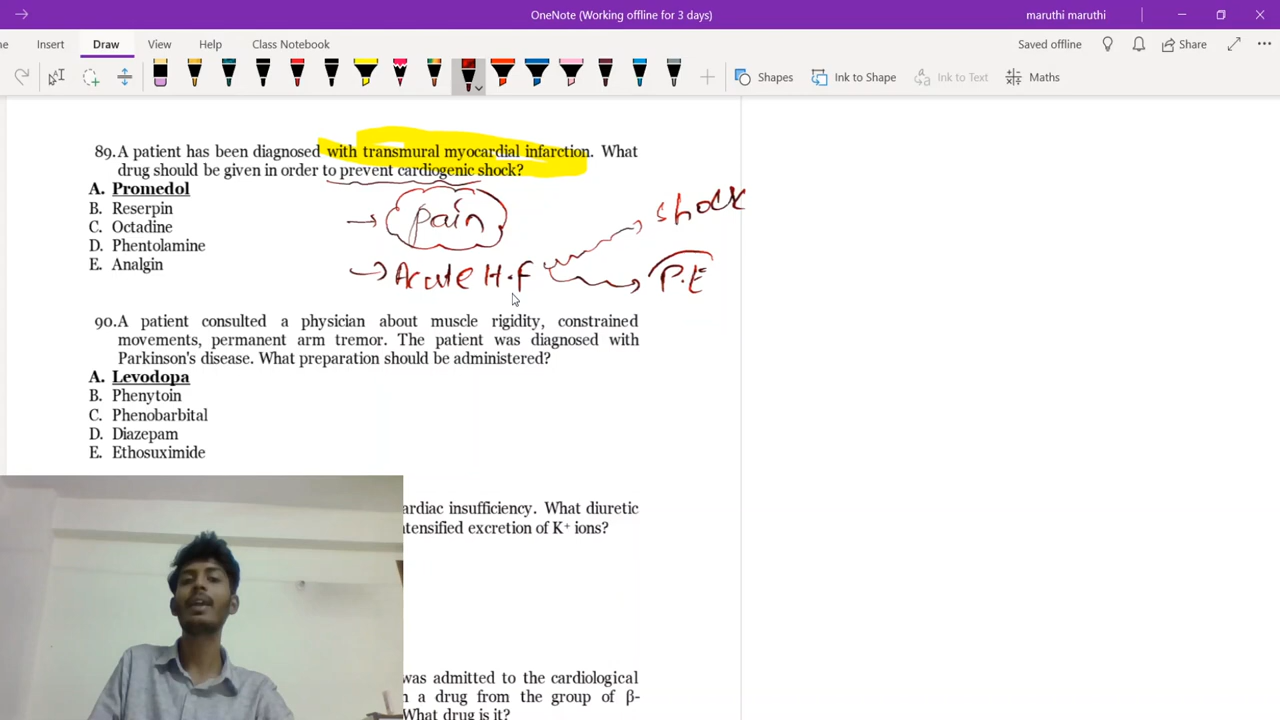 OneNote (Working offline for 3 days)
maruthi maruthi
Insert Draw View Help Class Notebook
Saved offline
Share
Shapes
Ink to Shape
Ink to Text
Maths
89.A patient has been diagnosed with transmural myocardial infarction. What
drug should be given in order to prevent cardiogenic shock?
A. Promedol
B. Reserpin
C. Octadine
D. Phentolamine
E. Analgin
pain
shock
Acute H.F
P.E
90.A patient consulted a physician about muscle rigidity, constrained
movements, permanent arm tremor. The patient was diagnosed with
Parkinson's disease. What preparation should be administered?
A. Levodopa
B. Phenytoin
C. Phenobarbital
D. Diazepam
E. Ethosuximide
ardiac insufficiency. What diuretic
ntensified excretion of K+ ions?
was admitted to the cardiological
a drug from the group of β-
What drug is it?